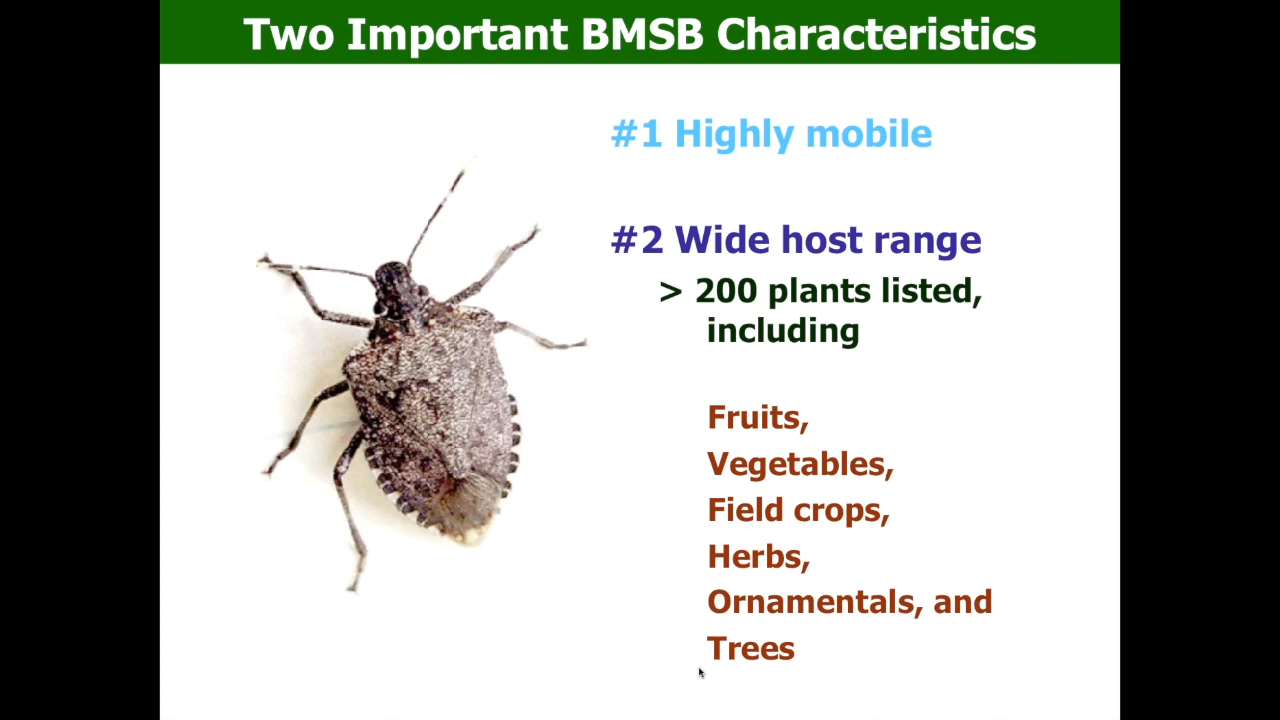 Two Important BMSB Characteristics
#1 Highly mobile
#2 Wide host range
> 200 plants listed,
including
Fruits,
Vegetables,
Field crops,
Herbs,
Ornamentals, and
Trees